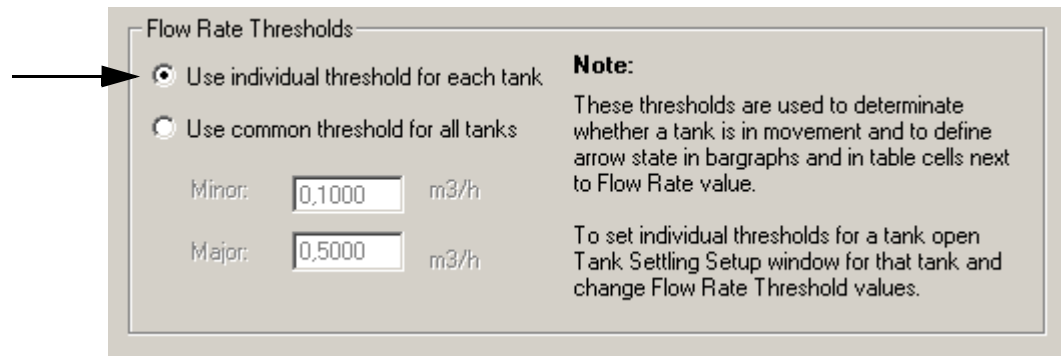 Flow Rate Thresholds
Use individual threshold for each tank
Use common threshold for all tanks
Minor: 0,1000 m3/h
Major: 0,5000 m3/h
Note:
These thresholds are used to determinate
whether a tank is in movement and to define
arrow state in bargraphs and in table cells next
to Flow Rate value.
To set individual thresholds for a tank open
Tank Settling Setup window for that tank and
change Flow Rate Threshold values.